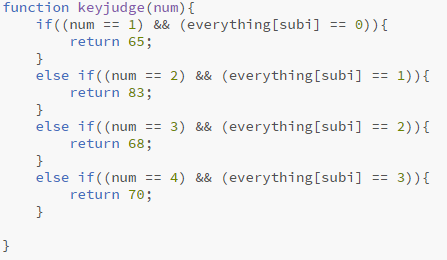 function keyjudge(num){
    if((num == 1) && (everything[subi] == 0)){
        return 65;
    }
    else if((num == 2) && (everything[subi] == 1)){
        return 83;
    }
    else if((num == 3) && (everything[subi] == 2)){
        return 68;
    }
    else if((num == 4) && (everything[subi] == 3)){
        return 70;
    }

}